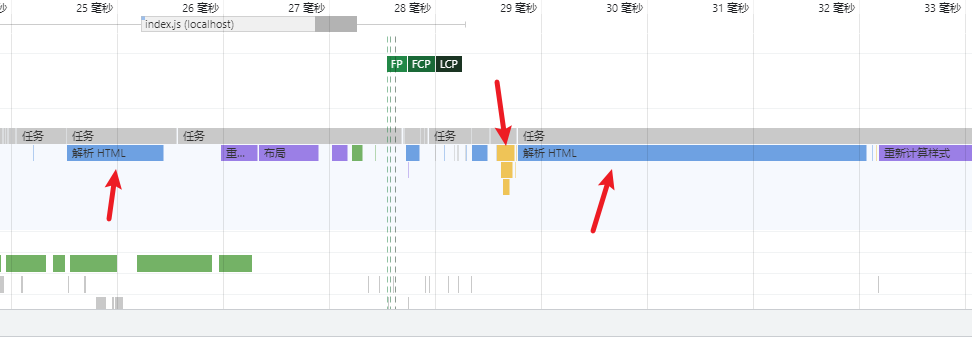 25 毫秒 26 毫秒 27 毫秒 28 毫秒 29 毫秒 30 毫秒 31 毫秒 32 毫秒 33 毫秒
index.js (localhost)
FP FCP LCP
任务 任务 任务 任务 任务
解析 HTML 重... 布局 解析 HTML 重新计算样式